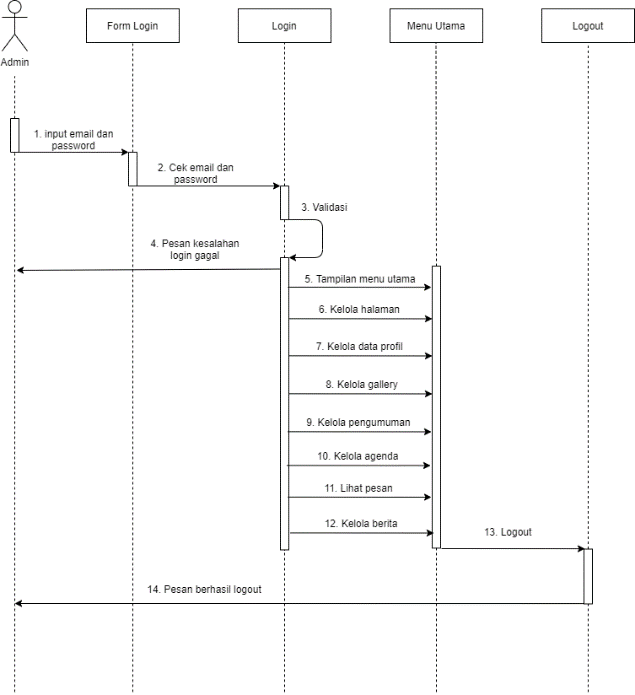 Form Login
Login
Menu Utama
Logout
Admin
1. input email dan
password
2. Cek email dan
password
3. Validasi
4. Pesan kesalahan
login gagal
5. Tampilan menu utama
6. Kelola halaman
7. Kelola data profil
8. Kelola gallery
9. Kelola pengumuman
10. Kelola agenda
11. Lihat pesan
12. Kelola berita
13. Logout
14. Pesan berhasil logout